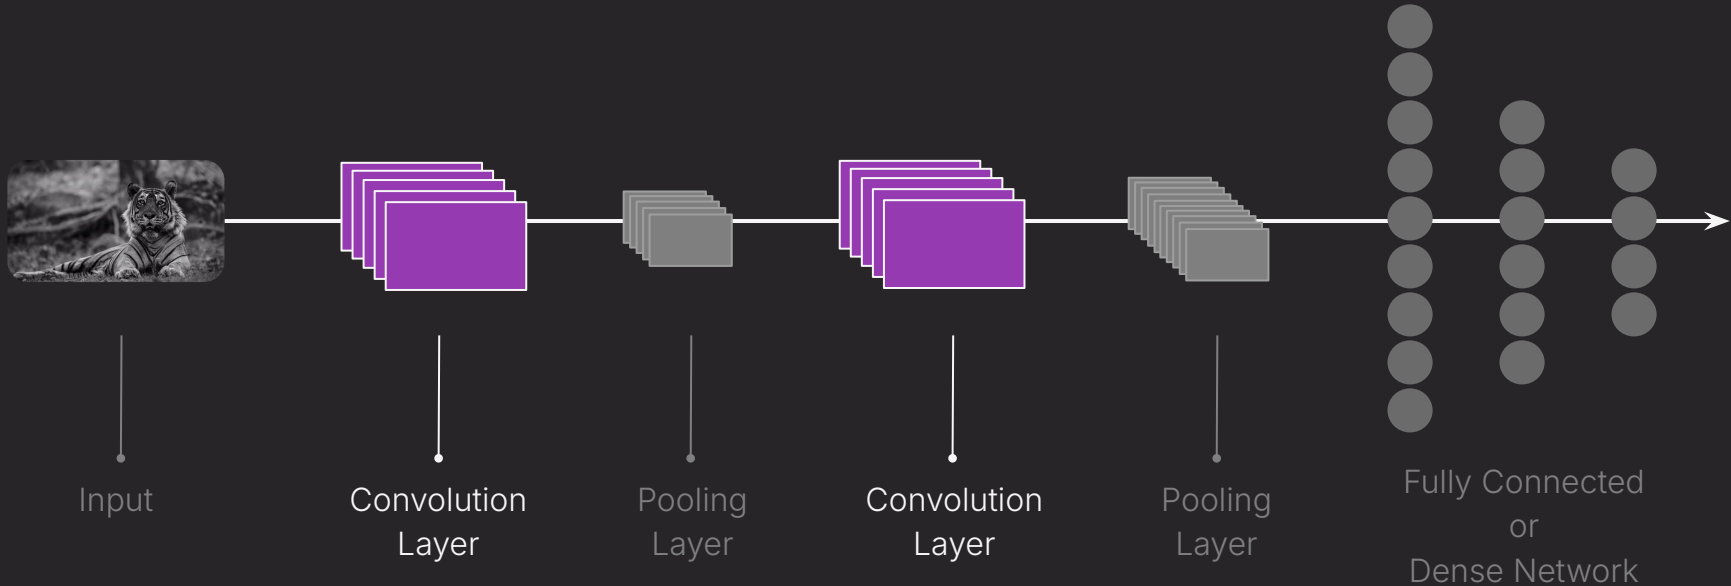 Input
Convolution
Layer
Pooling
Layer
Convolution
Layer
Pooling
Layer
Fully Connected
or
Dense Network